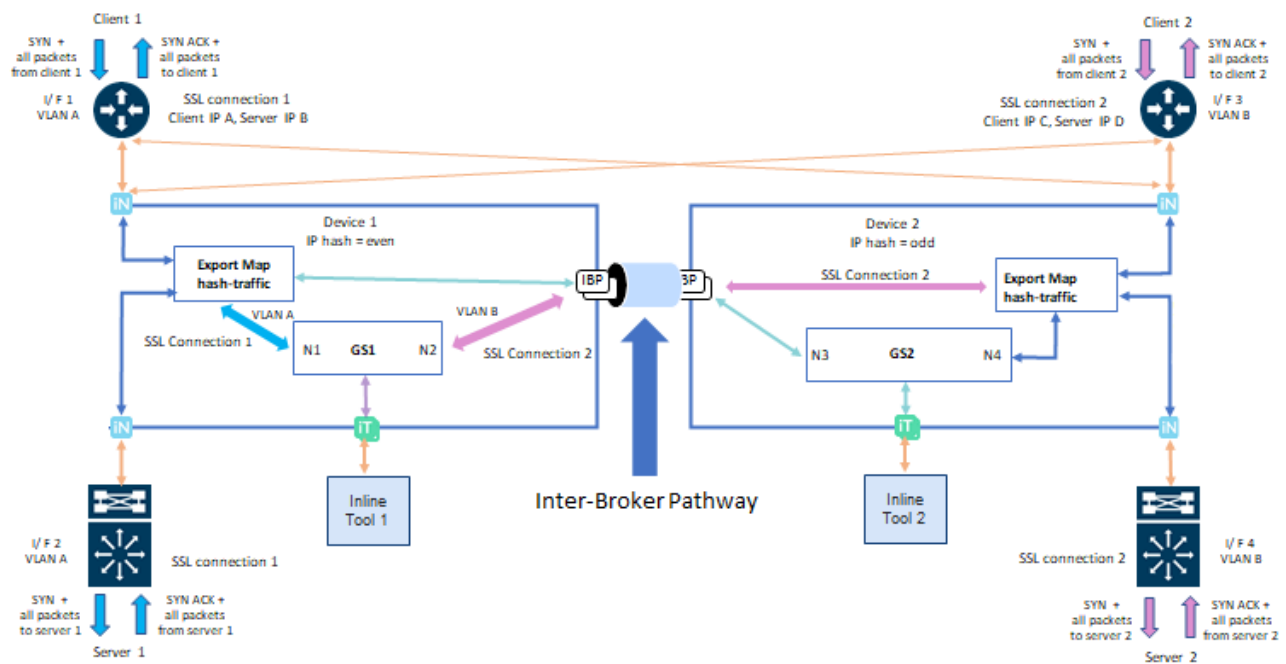 Client 1
SYN +
all packets
from client 1
SYN ACK +
all packets
to client 1
I/ F 1
VLAN A
SSL connection 1
Client IP A, Server IP B
Client 2
SYN +
all packets
from client 2
SYN ACK +
all packets
to client 2
SSL connection 2
Client IP C, Server IP D
I/ F 3
VLAN B
iN
iN
Device 1
IP hash = even
Device 2
IP hash = odd
Export Map
hash-traffic
IBP
BP
SSL Connection 2
Export Map
hash-traffic
VLAN A
VLAN B
SSL Connection 1
N1
GS1
N2
SSL Connection 2
N3
GS2
N4
iN
iT
iT
iN
Inline
Tool 1
Inter-Broker Pathway
Inline
Tool 2
I/ F 2
VLAN A
SSL connection 1
SSL connection 2
I/ F 4
VLAN B
SYN +
all packets
to server 1
SYN ACK +
all packets
from server 1
Server 1
SYN +
all packets
to server 2
SYN ACK +
all packets
from server 2
Server 2